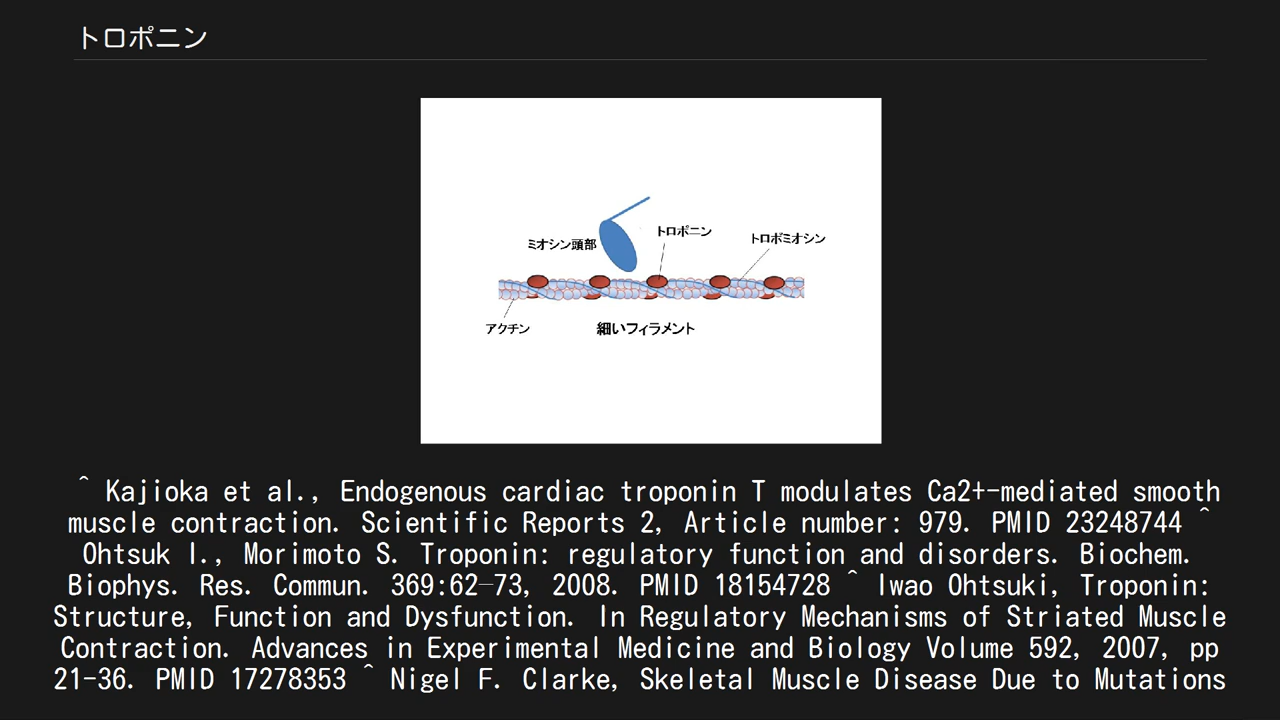 トロポニン
ミオシン頭部
トロポニン
トロボミオシン
アクチン
細いフィラメント
^ Kajioka et al., Endogenous cardiac troponin T modulates Ca2+-mediated smooth
muscle contraction. Scientific Reports 2, Article number: 979. PMID 23248744 ^
Ohtsuk I., Morimoto S. Troponin: regulatory function and disorders. Biochem.
Biophys. Res. Commun. 369:62–73, 2008. PMID 18154728 ^ Iwao Ohtsuki, Troponin:
Structure, Function and Dysfunction. In Regulatory Mechanisms of Striated Muscle
Contraction. Advances in Experimental Medicine and Biology Volume 592, 2007, pp
21-36. PMID 17278353 ^ Nigel F. Clarke, Skeletal Muscle Disease Due to Mutations